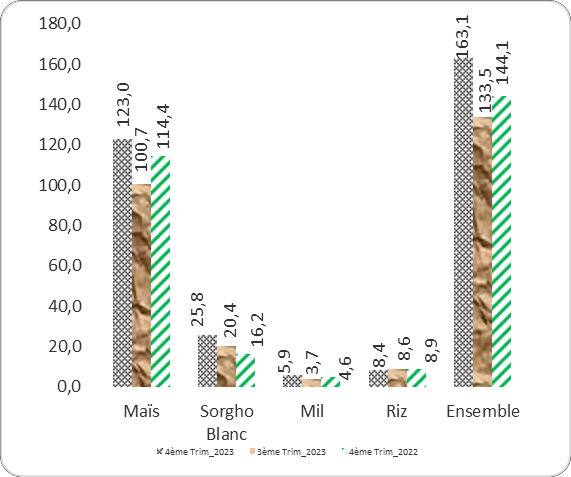 180,0
160,0
140,0
120,0
100,0
80,0
60,0
40,0
20,0
0,0
123,0
100,7
114,4
25,8
20,4
16,2
5,9
3,7
4,6
8,4
8,6
8,9
163,1
133,5
144,1
Maïs
Sorgho
Blanc
Mil
Riz
Ensemble
4ème Trim_2023
3ème Trim_2023
4ème Trim_2022